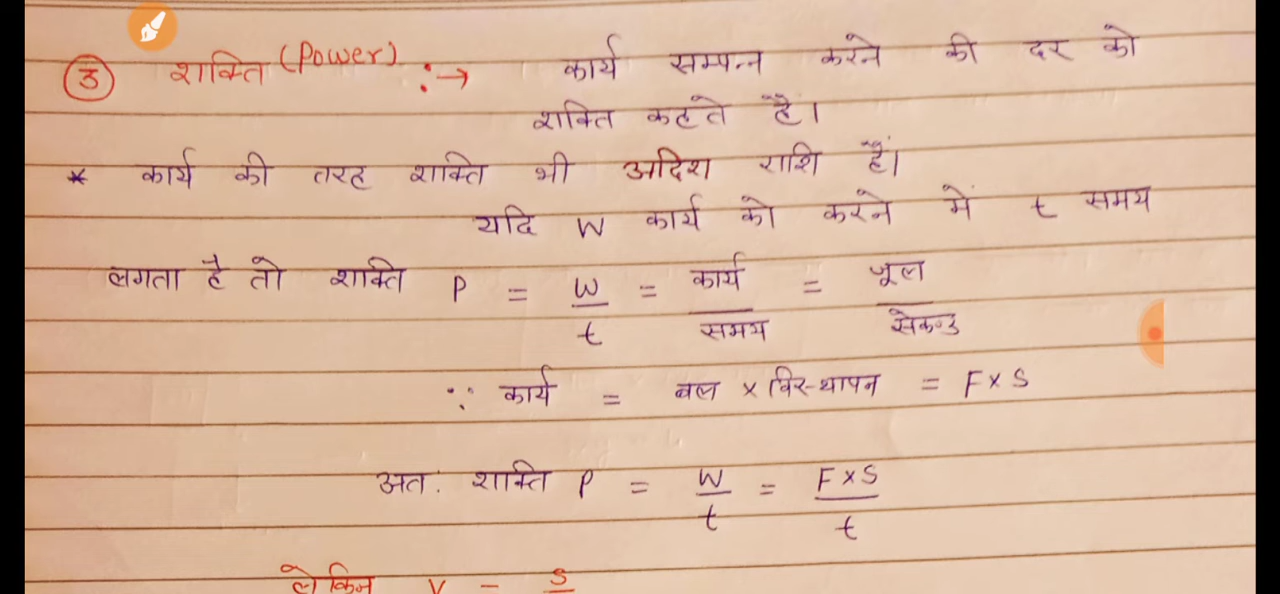 ③ शक्ति (Power) :→ कार्य सम्पन्न करने की दर को
शक्ति कहते है।
* कार्य की तरह शक्ति भी अदिश राशि हैं।
यदि W कार्य को करने में t समय
लगता है तो शक्ति P = W/t = कार्य/समय = जूल/सेकण्ड
∵ कार्य = बल × विस्थापन = F×S
अत: शक्ति P = W/t = F×S/t
लेकिन V = S